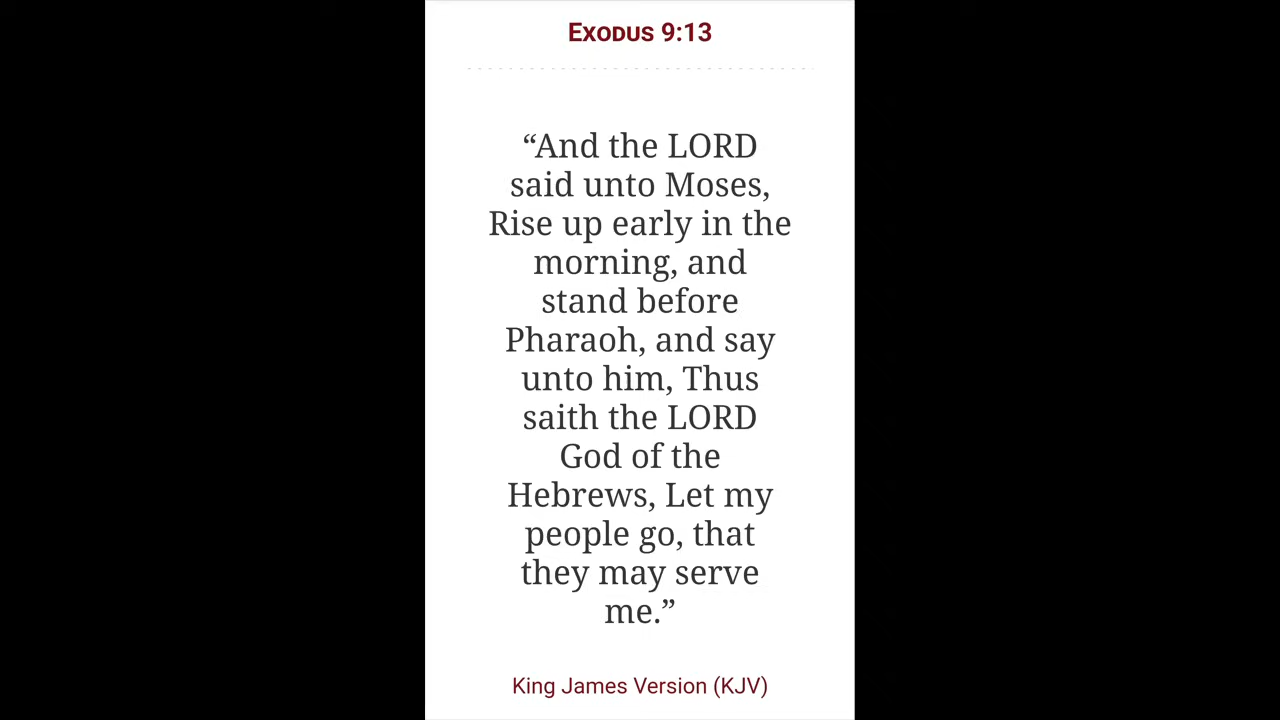 Exodus 9:13
“And the LORD
said unto Moses,
Rise up early in the
morning, and
stand before
Pharaoh, and say
unto him, Thus
saith the LORD
God of the
Hebrews, Let my
people go, that
they may serve
me.”
King James Version (KJV)